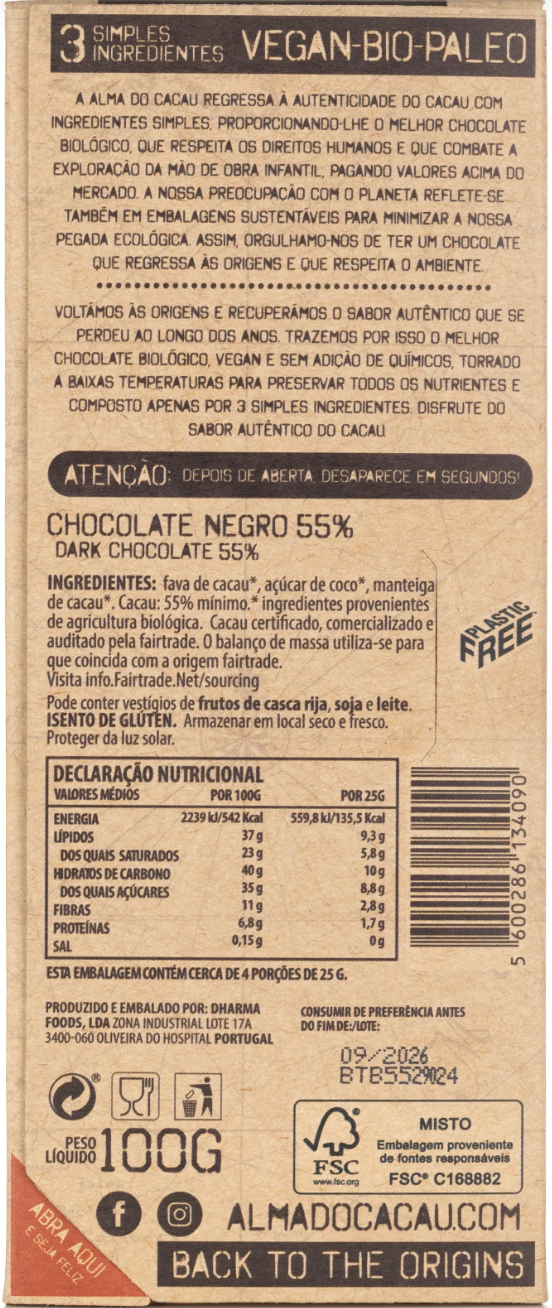 3 SIMPLES INGREDIENTES VEGAN-BIO-PALEO
A ALMA DO CACAU REGRESSA À AUTENTICIDADE DO CACAU COM
INGREDIENTES SIMPLES, PROPORCIONANDO-LHE O MELHOR CHOCOLATE
BIOLÓGICO, QUE RESPEITA OS DIREITOS HUMANOS E QUE COMBATE A
EXPLORAÇÃO DA MÃO DE OBRA INFANTIL, PAGANDO VALORES ACIMA DO
MERCADO. A NOSSA PREOCUPAÇÃO COM O PLANETA REFLETE-SE
TAMBÉM EM EMBALAGENS SUSTENTÁVEIS PARA MINIMIZAR A NOSSA
PEGADA ECOLÓGICA. ASSIM, ORGULHAMO-NOS DE TER UM CHOCOLATE
QUE REGRESSA ÀS ORIGENS E QUE RESPEITA O AMBIENTE.
VOLTÁMOS ÀS ORIGENS E RECUPERÁMOS O SABOR AUTÊNTICO QUE SE
PERDEU AO LONGO DOS ANOS. TRAZEMOS POR ISSO O MELHOR
CHOCOLATE BIOLÓGICO, VEGAN E SEM ADIÇÃO DE QUÍMICOS, TORRADO
A BAIXAS TEMPERATURAS PARA PRESERVAR TODOS OS NUTRIENTES E
COMPOSTO APENAS POR 3 SIMPLES INGREDIENTES. DISFRUTE DO
SABOR AUTÊNTICO DO CACAU.
ATENÇÃO: DEPOIS DE ABERTA, DESAPARECE EM SEGUNDOS!
CHOCOLATE NEGRO 55%
DARK CHOCOLATE 55%
INGREDIENTES: fava de cacau*, açúcar de coco*, manteiga
de cacau*. Cacau: 55% mínimo.* ingredientes provenientes
de agricultura biológica. Cacau certificado, comercializado e
auditado pela fairtrade. O balanço de massa utiliza-se para
que coincida com a origem fairtrade.
Visita info.Fairtrade.Net/sourcing
Pode conter vestígios de frutos de casca rija, soja e leite.
ISENTO DE GLÚTEN. Armazenar em local seco e fresco.
Proteger da luz solar.
PLASTIC
FREE
DECLARAÇÃO NUTRICIONAL
VALORES MÉDIOS POR 100G POR 25G
ENERGIA 2239 kJ/542 Kcal 559,8 kJ/135,5 Kcal
LÍPIDOS 37 g 9,3 g
DOS QUAIS SATURADOS 23 g 5,8 g
HIDRATOS DE CARBONO 40 g 10 g
DOS QUAIS AÇÚCARES 35 g 8,8 g
FIBRAS 11 g 2,8 g
PROTEÍNAS 6,8 g 1,7 g
SAL 0,15 g 0 g
5 600286 134090
ESTA EMBALAGEM CONTÉM CERCA DE 4 PORÇÕES DE 25 G.
PRODUZIDO E EMBALADO POR: DHARMA
FOODS, LDA ZONA INDUSTRIAL LOTE 17A
3400-060 OLIVEIRA DO HOSPITAL PORTUGAL
CONSUMIR DE PREFERÊNCIA ANTES
DO FIM DE:/LOTE:
09/2026
BTB5529024
PESO
LÍQUIDO 100G
FSC
www.fsc.org
MISTO
Embalagem proveniente
de fontes responsáveis
FSC® C168882
ABRA AQUI
E SEJA FELIZ
ALMADOCACAU.COM
BACK TO THE ORIGINS